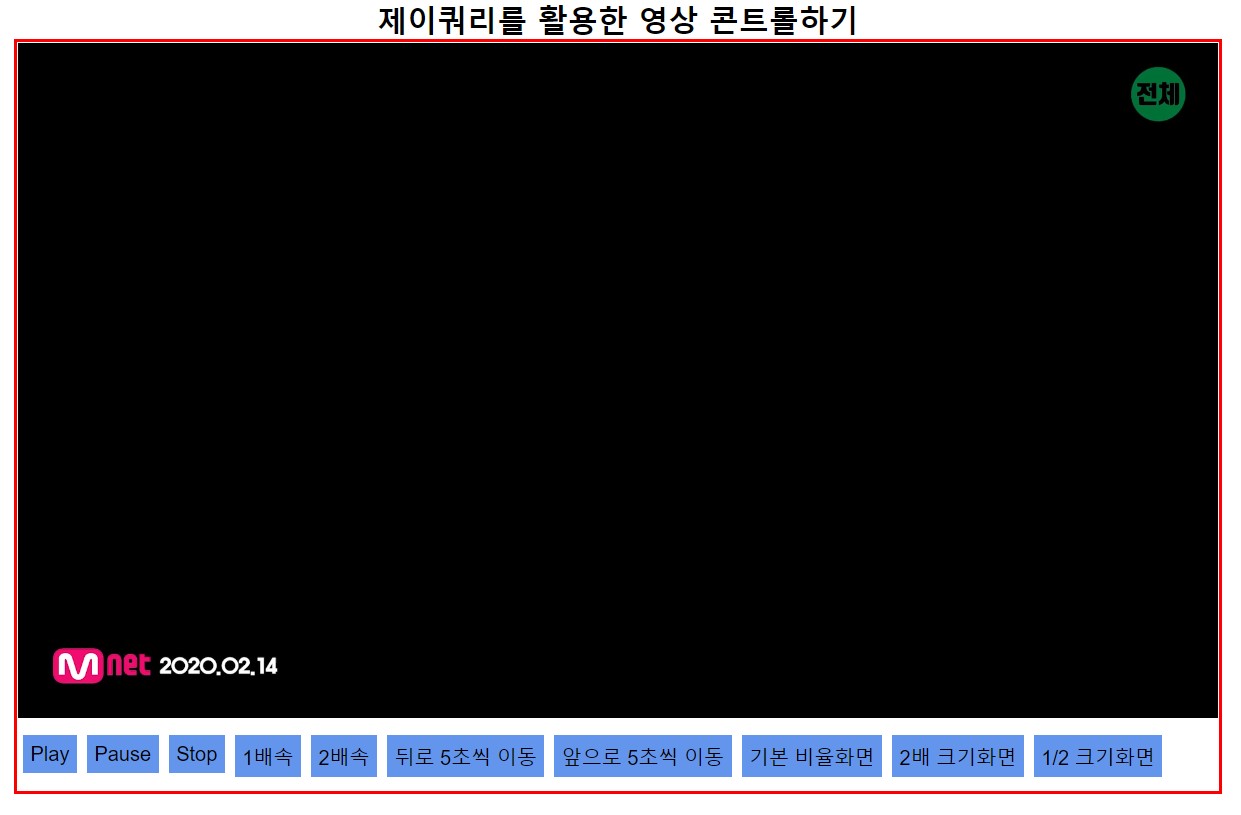 제이쿼리를 활용한 영상 콘트롤하기
전체
Mnet 2020.02.14
Play Pause Stop 1배속 2배속 뒤로 5초씩 이동 앞으로 5초씩 이동 기본 비율화면 2배 크기화면 1/2 크기화면